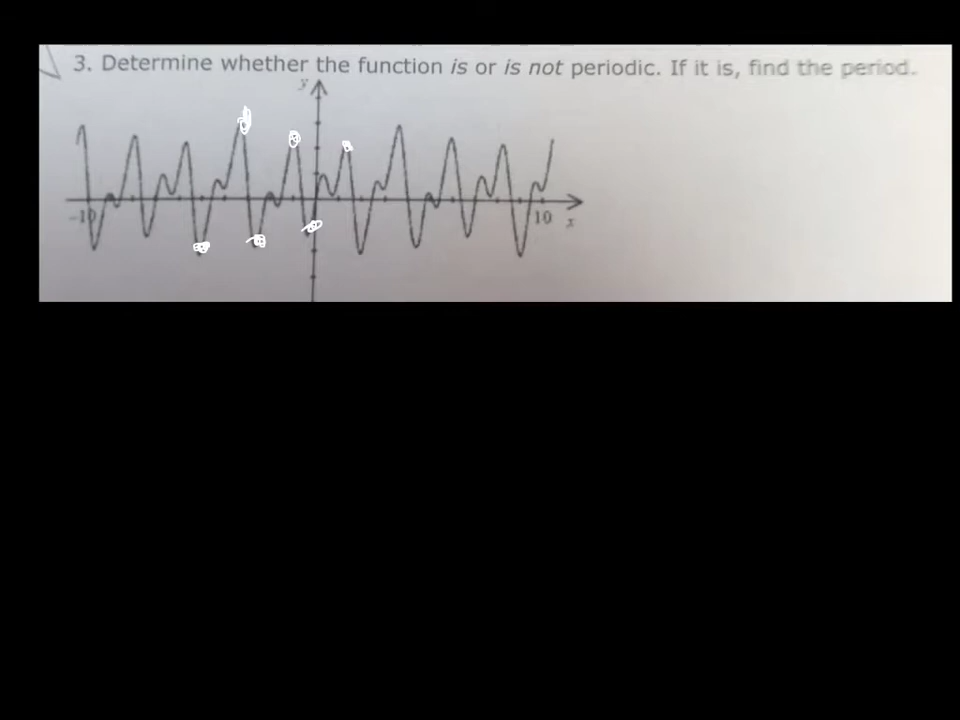 3. Determine whether the function is or is not periodic. If it is, find the period.
y
-10
10
x